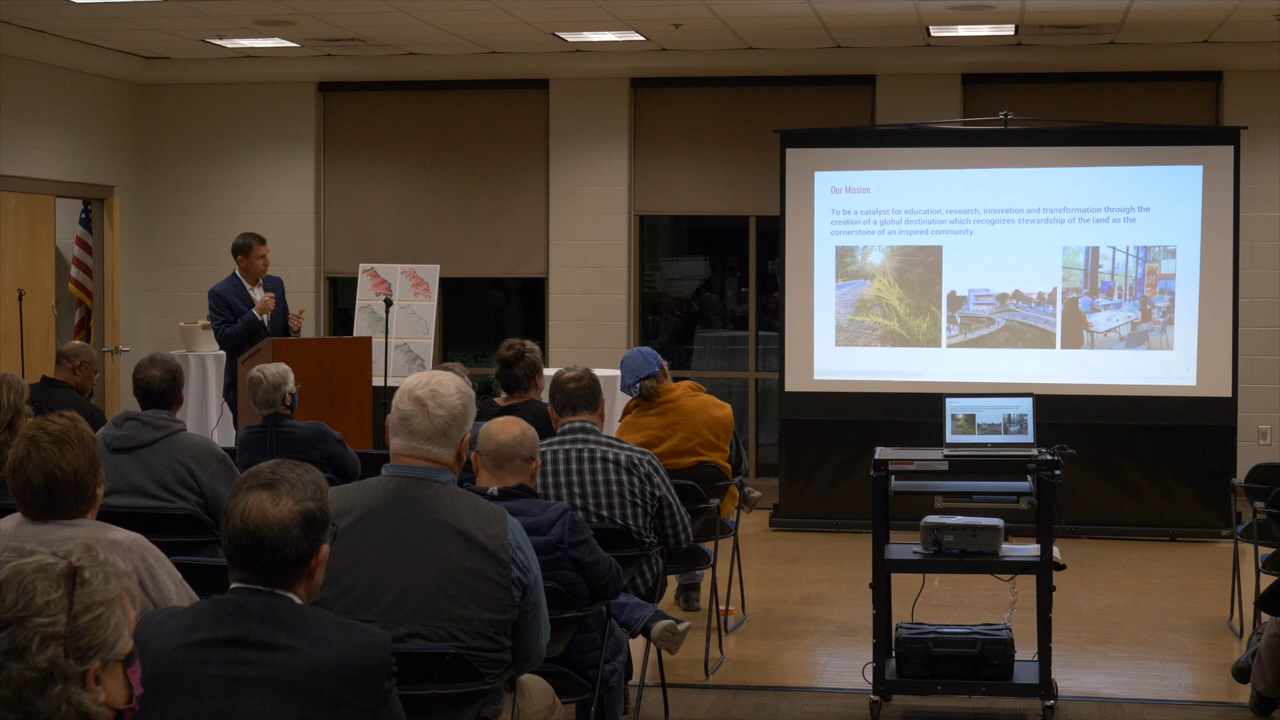 Our Mission
To be a catalyst for education, research, innovation and transformation through the
creation of a global destination which recognizes stewardship of the land as the
cornerstone of an inspired community.